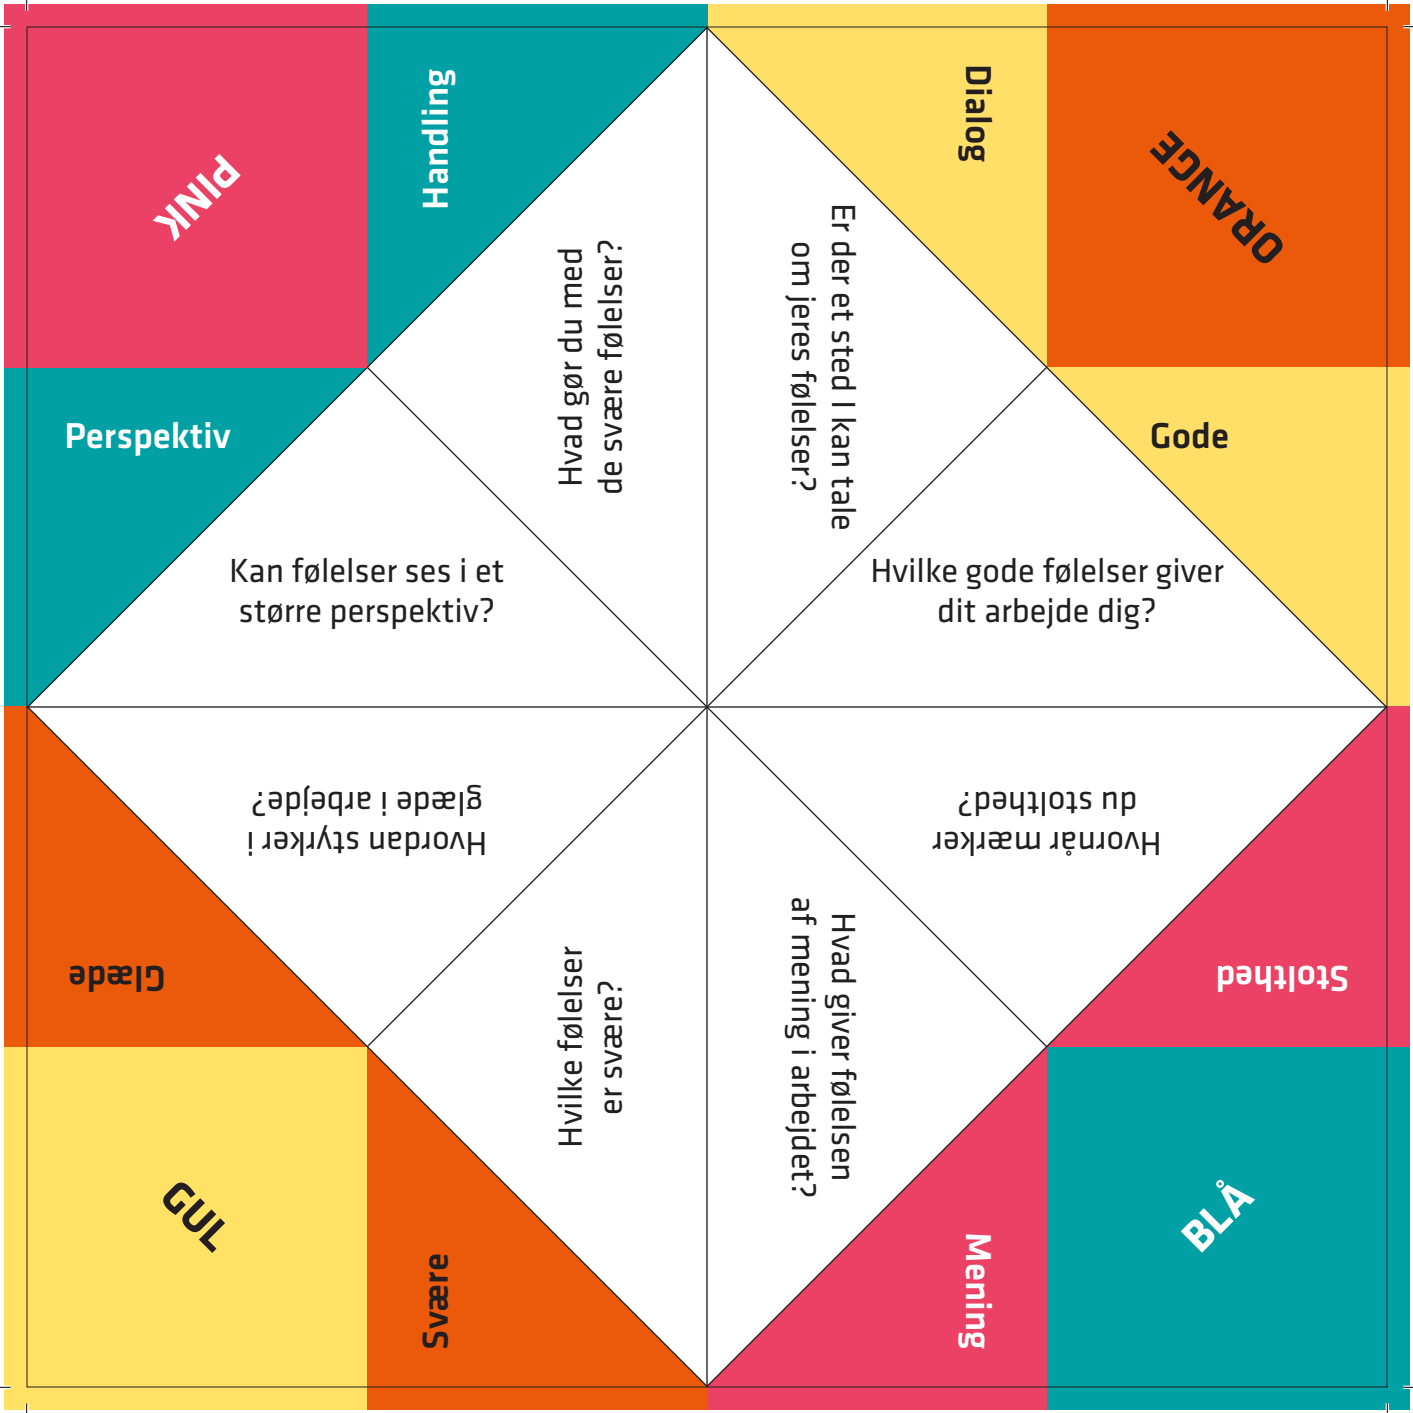 PINK
Handling
Dialog
ORANGE
Hvad gør du med
de svære følelser?
Er der et sted I kan tale
om jeres følelser?
Perspektiv
Gode
Kan følelser ses i et
større perspektiv?
Hvilke gode følelser giver
dit arbejde dig?
Hvordan styrker i
glæde i arbejde?
Hvornår mærker
du stolthed?
Glæde
Stolthed
Hvilke følelser
er svære?
Hvad giver følelsen
af mening i arbejdet?
GUL
Svære
Mening
BLÅ